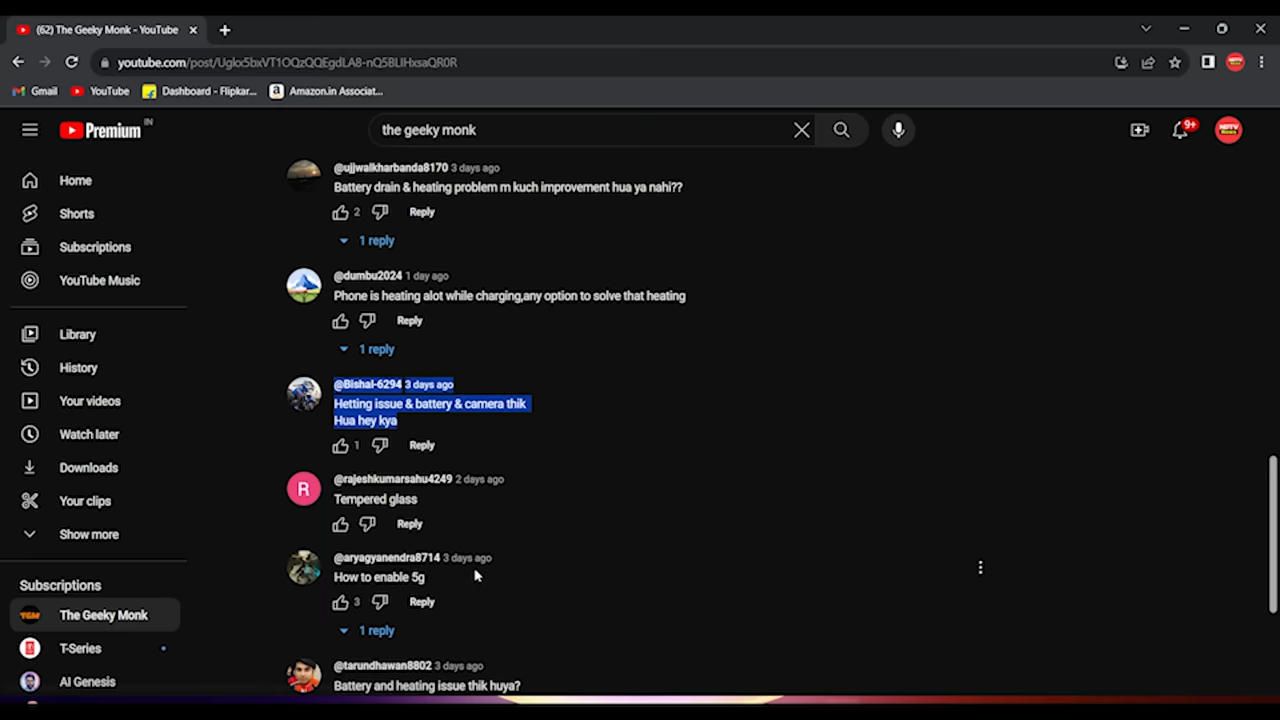 (62) The Geeky Monk - YouTube
youtube.com/post/Ugkx5bxVT1OQzQQEgdLA8-nQ5BLIHxsaQR0R
Gmail YouTube Dashboard - Flipkar... Amazon.in Associat...
Premium IN
the geeky monk
9+
Home
Shorts
Subscriptions
YouTube Music
Library
History
Your videos
Watch later
Downloads
Your clips
Show more
Subscriptions
The Geeky Monk
T-Series
AI Genesis
@ujjwalkharbanda8170 3 days ago
Battery drain & heating problem m kuch improvement hua ya nahi??
2 Reply
1 reply
@dumbu2024 1 day ago
Phone is heating alot while charging,any option to solve that heating
Reply
1 reply
@Bishal-6294 3 days ago
Hetting issue & battery & camera thik
Hua hey kya
1 Reply
R
@rajeshkumarsahu4249 2 days ago
Tempered glass
Reply
@aryagyanendra8714 3 days ago
How to enable 5g
3 Reply
1 reply
@tarundhawan8802 3 days ago
Battery and heating issue thik huya?